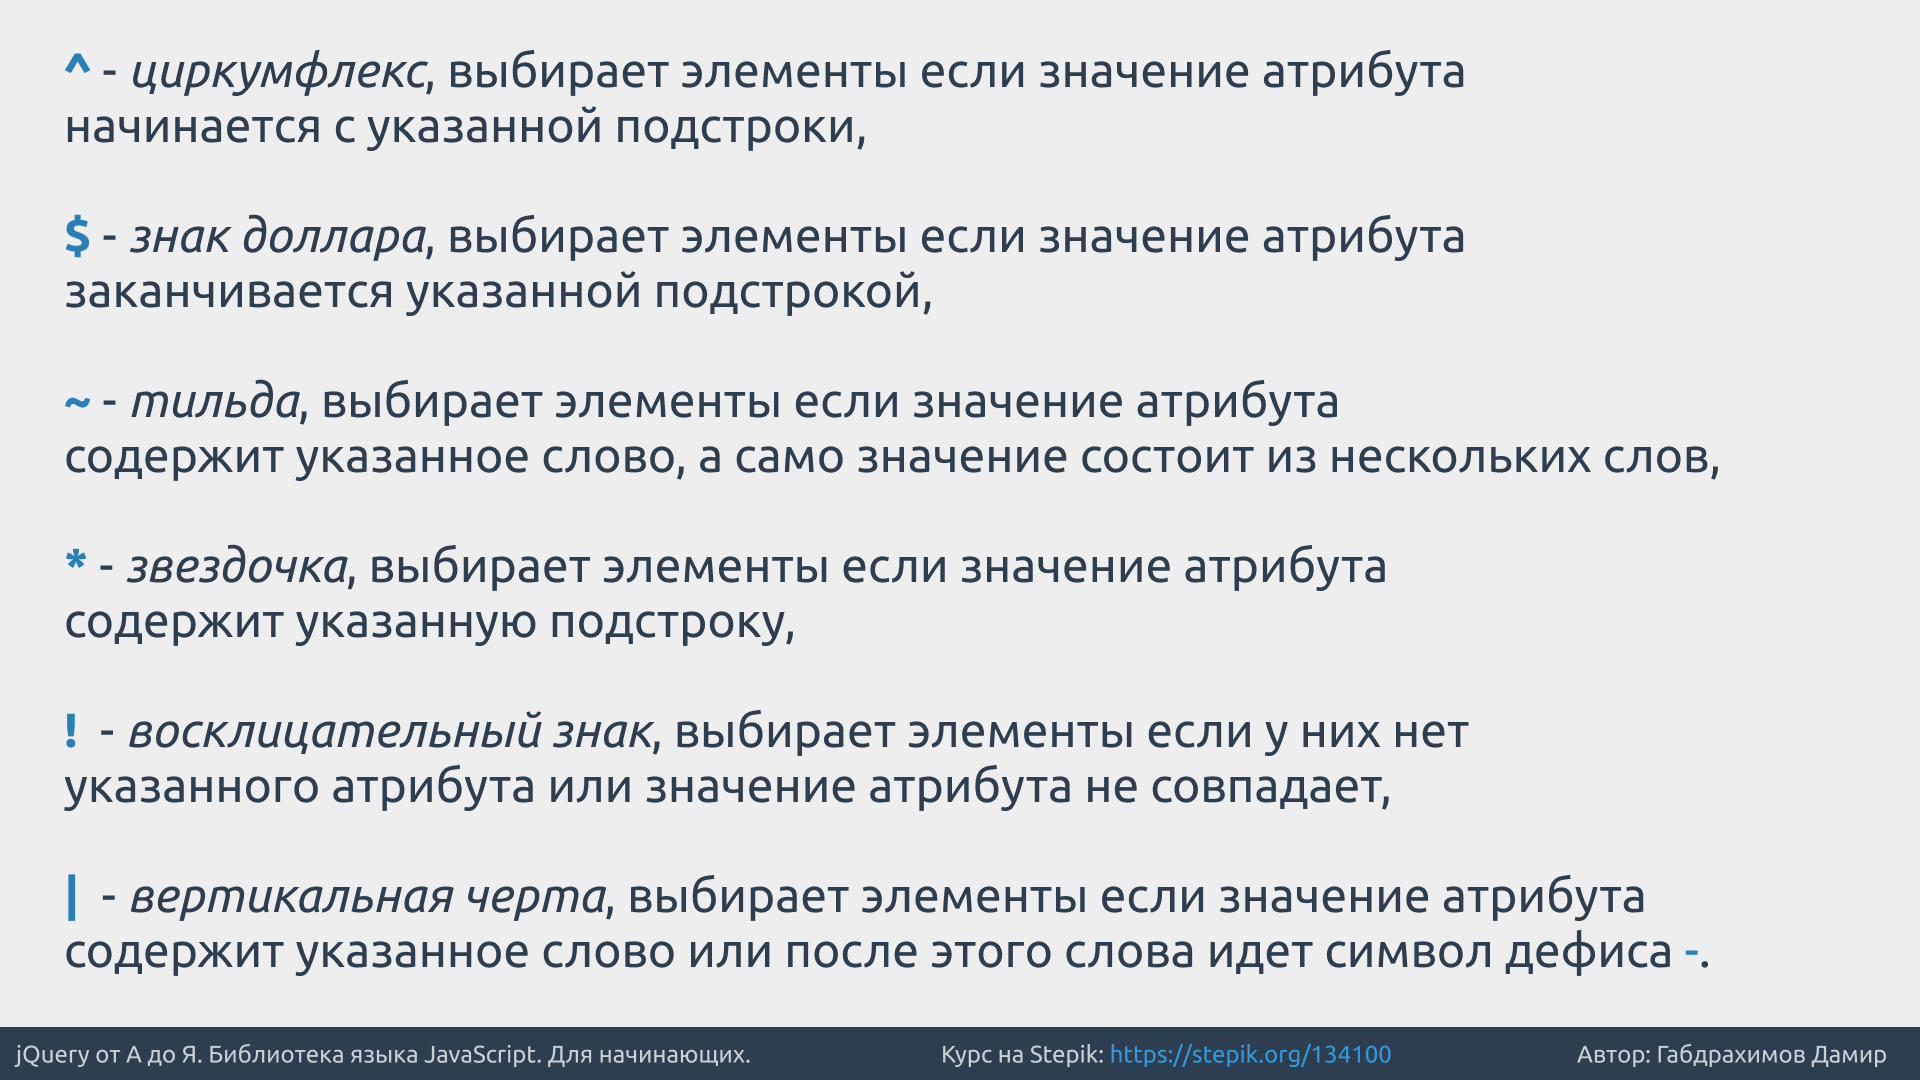 ^ - циркумфлекс, выбирает элементы если значение атрибута
начинается с указанной подстроки,
$ - знак доллара, выбирает элементы если значение атрибута
заканчивается указанной подстрокой,
~ - тильда, выбирает элементы если значение атрибута
содержит указанное слово, а само значение состоит из нескольких слов,
* - звездочка, выбирает элементы если значение атрибута
содержит указанную подстроку,
! - восклицательный знак, выбирает элементы если у них нет
указанного атрибута или значение атрибута не совпадает,
| - вертикальная черта, выбирает элементы если значение атрибута
содержит указанное слово или после этого слова идет символ дефиса -.
jQuery от А до Я. Библиотека языка JavaScript. Для начинающих. Курс на Stepik: https://stepik.org/134100 Автор: Габдрахимов Дамир